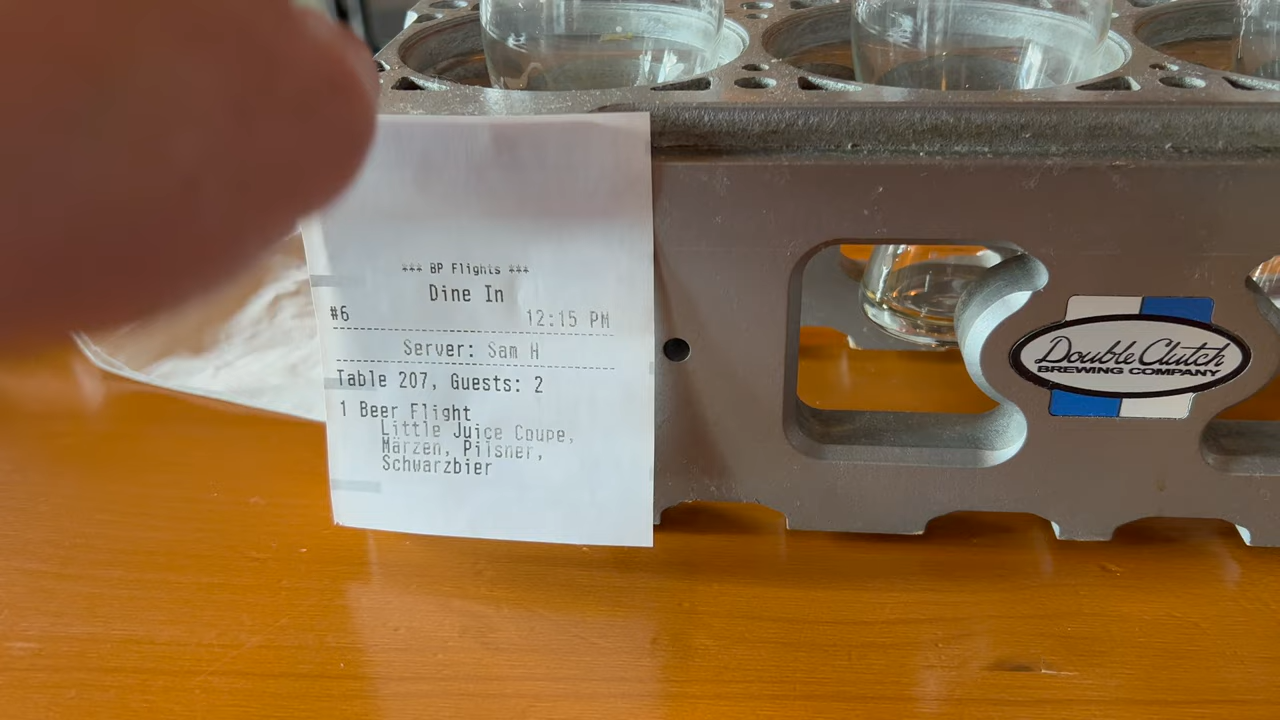 *** BP Flights ***
Dine In
#6 12:15 PM
Server: Sam H
Table 207, Guests: 2
1 Beer Flight
Little Juice Coupe,
Märzen, Pilsner,
Schwarzbier
Double Clutch
BREWING COMPANY